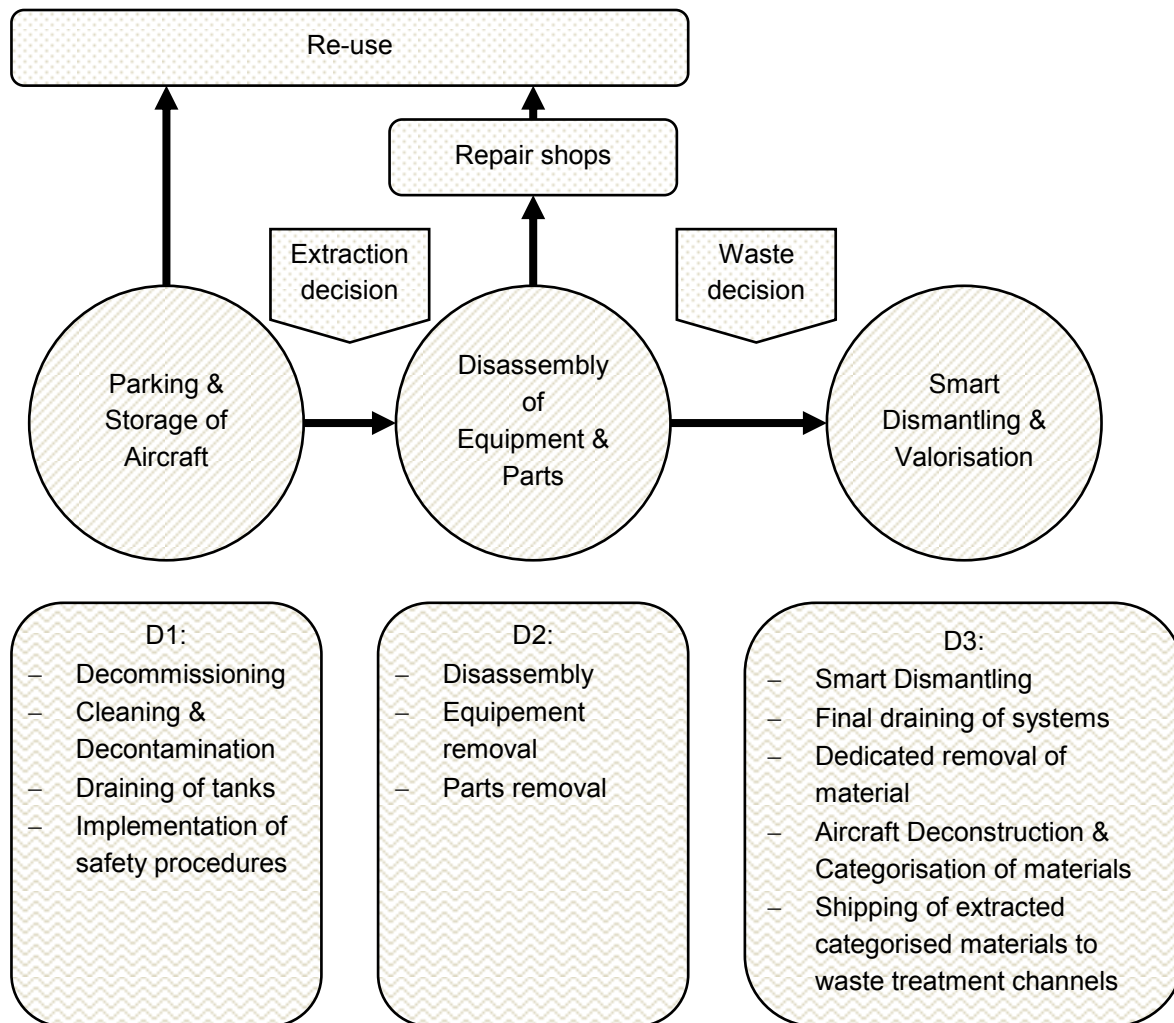 Re-use
Repair shops
Extraction
decision
Waste
decision
Parking &
Storage of
Aircraft
Disassembly
of
Equipment &
Parts
Smart
Dismantling &
Valorisation
D1:
– Decommissioning
– Cleaning &
Decontamination
– Draining of tanks
– Implementation of
safety procedures
D2:
– Disassembly
– Equipement
removal
– Parts removal
D3:
– Smart Dismantling
– Final draining of systems
– Dedicated removal of
material
– Aircraft Deconstruction &
Categorisation of materials
– Shipping of extracted
categorised materials to
waste treatment channels